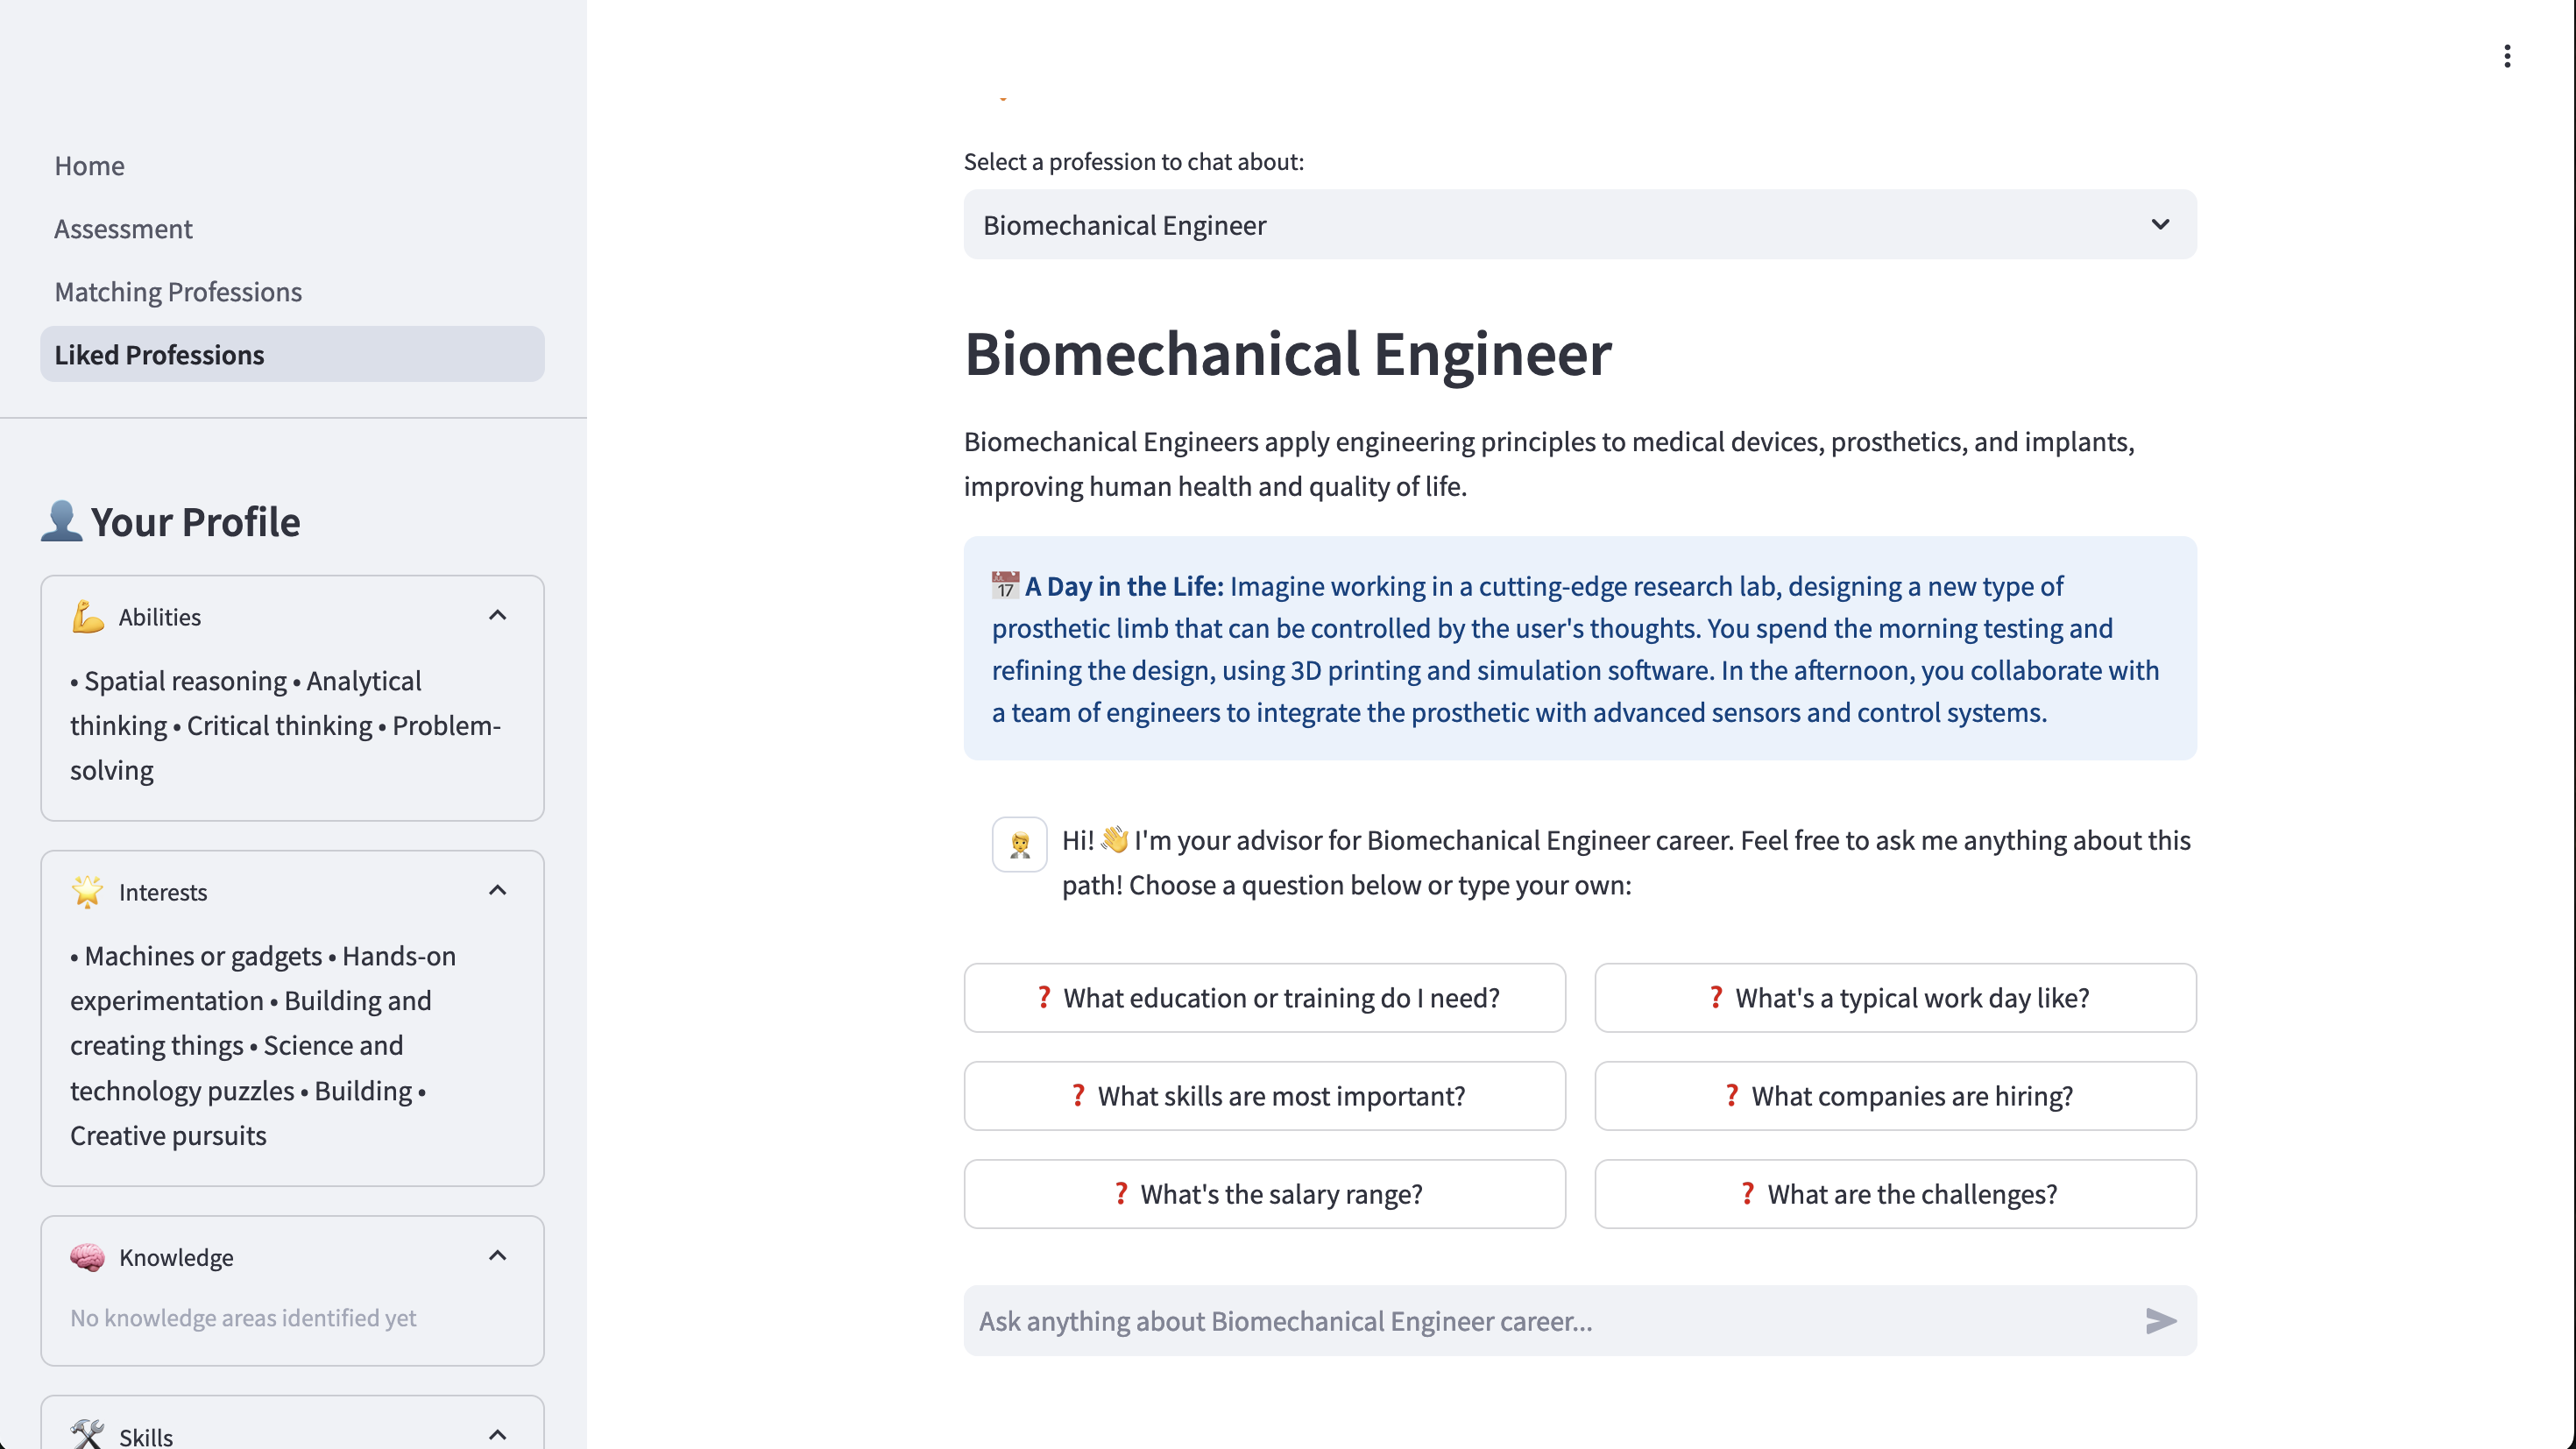 Home
Assessment
Matching Professions
Liked Professions
Your Profile
Abilities
• Spatial reasoning • Analytical
thinking • Critical thinking • Problem-
solving
Interests
• Machines or gadgets • Hands-on
experimentation • Building and
creating things • Science and
technology puzzles • Building •
Creative pursuits
Knowledge
No knowledge areas identified yet
Skills
Select a profession to chat about:
Biomechanical Engineer
Biomechanical Engineer
Biomechanical Engineers apply engineering principles to medical devices, prosthetics, and implants,
improving human health and quality of life.
17 A Day in the Life: Imagine working in a cutting-edge research lab, designing a new type of
prosthetic limb that can be controlled by the user's thoughts. You spend the morning testing and
refining the design, using 3D printing and simulation software. In the afternoon, you collaborate with
a team of engineers to integrate the prosthetic with advanced sensors and control systems.
Hi! 👋 I'm your advisor for Biomechanical Engineer career. Feel free to ask me anything about this
path! Choose a question below or type your own:
❓ What education or training do I need?
❓ What's a typical work day like?
❓ What skills are most important?
❓ What companies are hiring?
❓ What's the salary range?
❓ What are the challenges?
Ask anything about Biomechanical Engineer career...